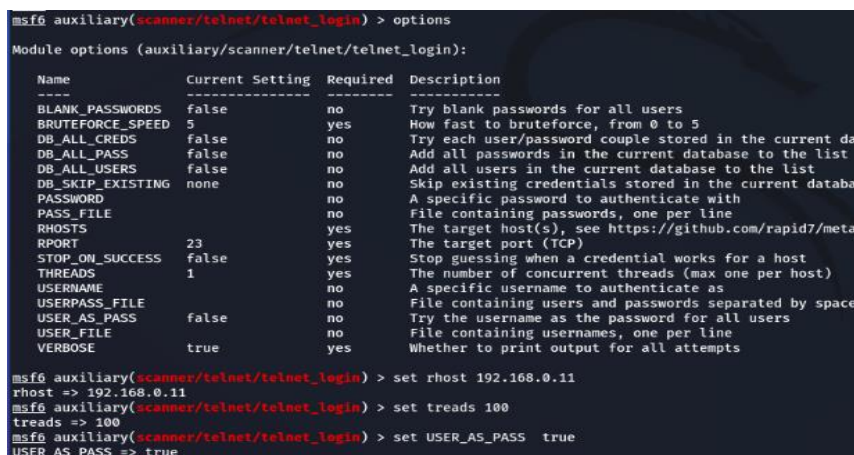 msf6 auxiliary(scanner/telnet/telnet_login) > options
Module options (auxiliary/scanner/telnet/telnet_login):
Name Current Setting Required Description
---- --------------- -------- -----------
BLANK_PASSWORDS false no Try blank passwords for all users
BRUTEFORCE_SPEED 5 yes How fast to bruteforce, from 0 to 5
DB_ALL_CREDS false no Try each user/password couple stored in the current da
DB_ALL_PASS false no Add all passwords in the current database to the list
DB_ALL_USERS false no Add all users in the current database to the list
DB_SKIP_EXISTING none no Skip existing credentials stored in the current databa
PASSWORD no A specific password to authenticate with
PASS_FILE no File containing passwords, one per line
RHOSTS yes The target host(s), see https://github.com/rapid7/meta
RPORT 23 yes The target port (TCP)
STOP_ON_SUCCESS false yes Stop guessing when a credential works for a host
THREADS 1 yes The number of concurrent threads (max one per host)
USERNAME no A specific username to authenticate as
USERPASS_FILE no File containing users and passwords separated by space
USER_AS_PASS false no Try the username as the password for all users
USER_FILE no File containing usernames, one per line
VERBOSE true yes Whether to print output for all attempts
msf6 auxiliary(scanner/telnet/telnet_login) > set rhost 192.168.0.11
rhost => 192.168.0.11
msf6 auxiliary(scanner/telnet/telnet_login) > set treads 100
treads => 100
msf6 auxiliary(scanner/telnet/telnet_login) > set USER_AS_PASS true
USER_AS_PASS => true